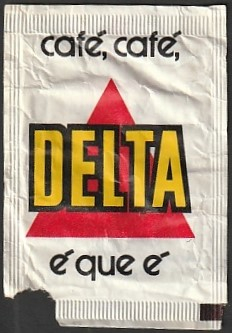 café, café,
DELTA
é que é